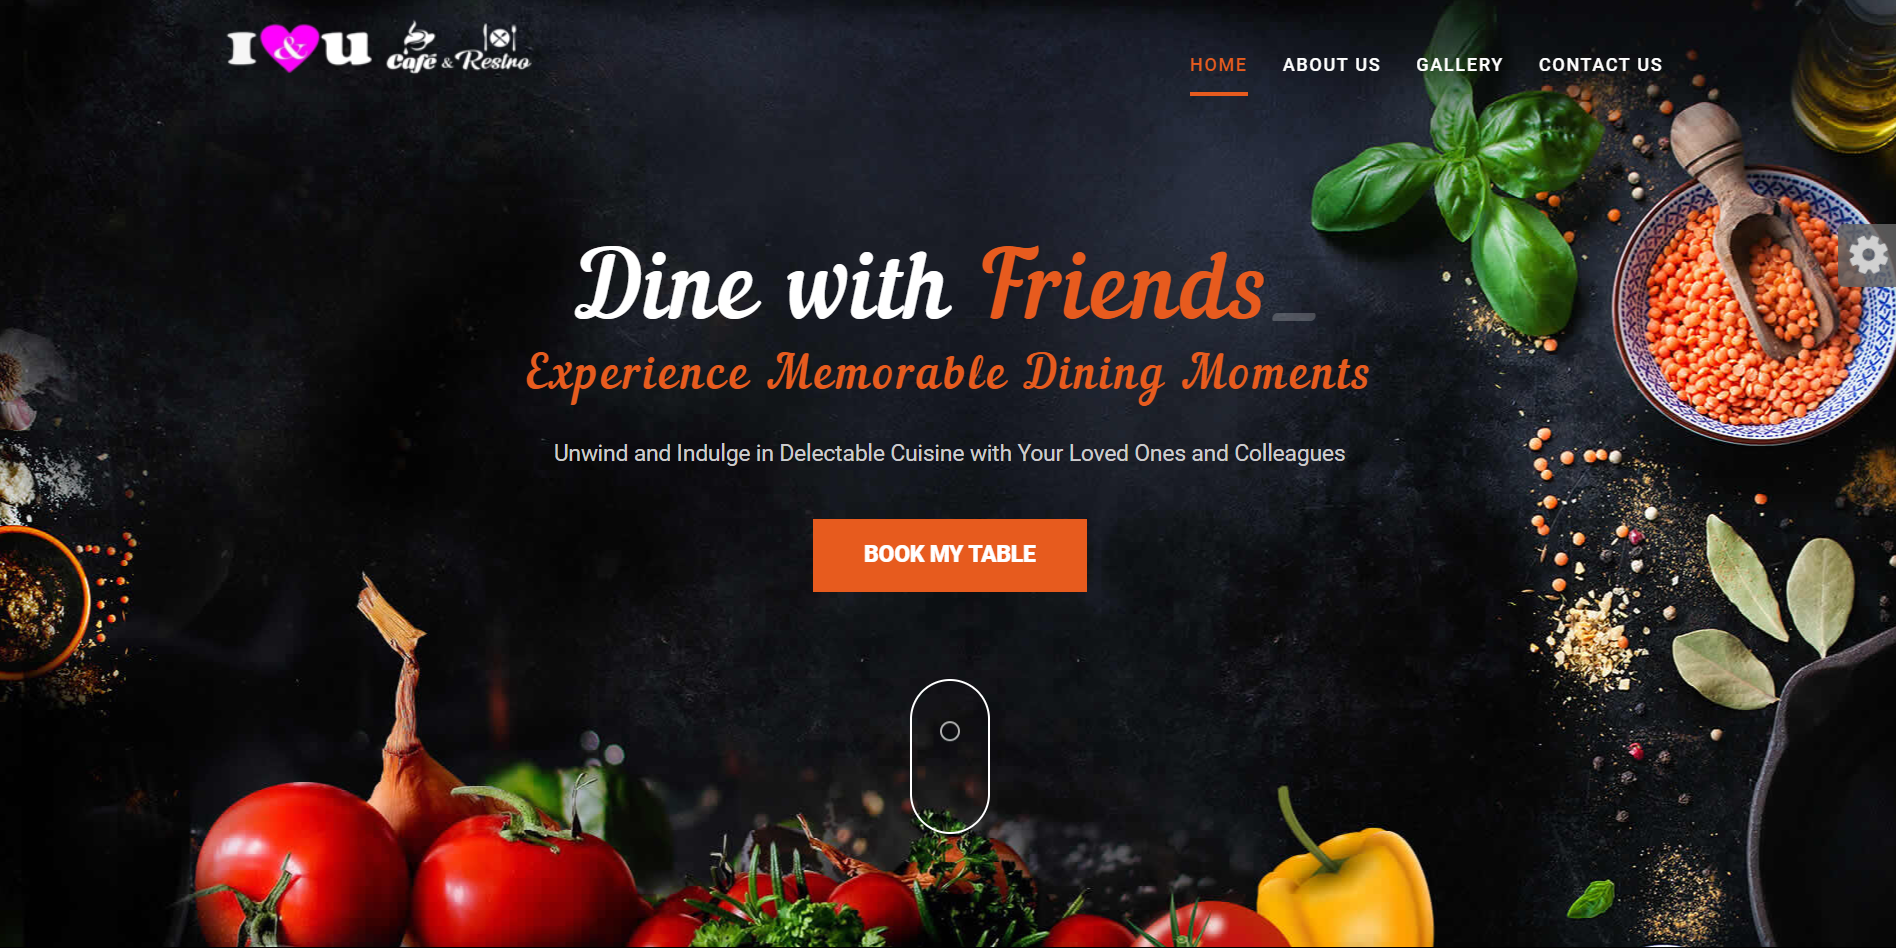 I & U Café & Restro
HOME ABOUT US GALLERY CONTACT US
Dine with Friends_
Experience Memorable Dining Moments
Unwind and Indulge in Delectable Cuisine with Your Loved Ones and Colleagues
BOOK MY TABLE